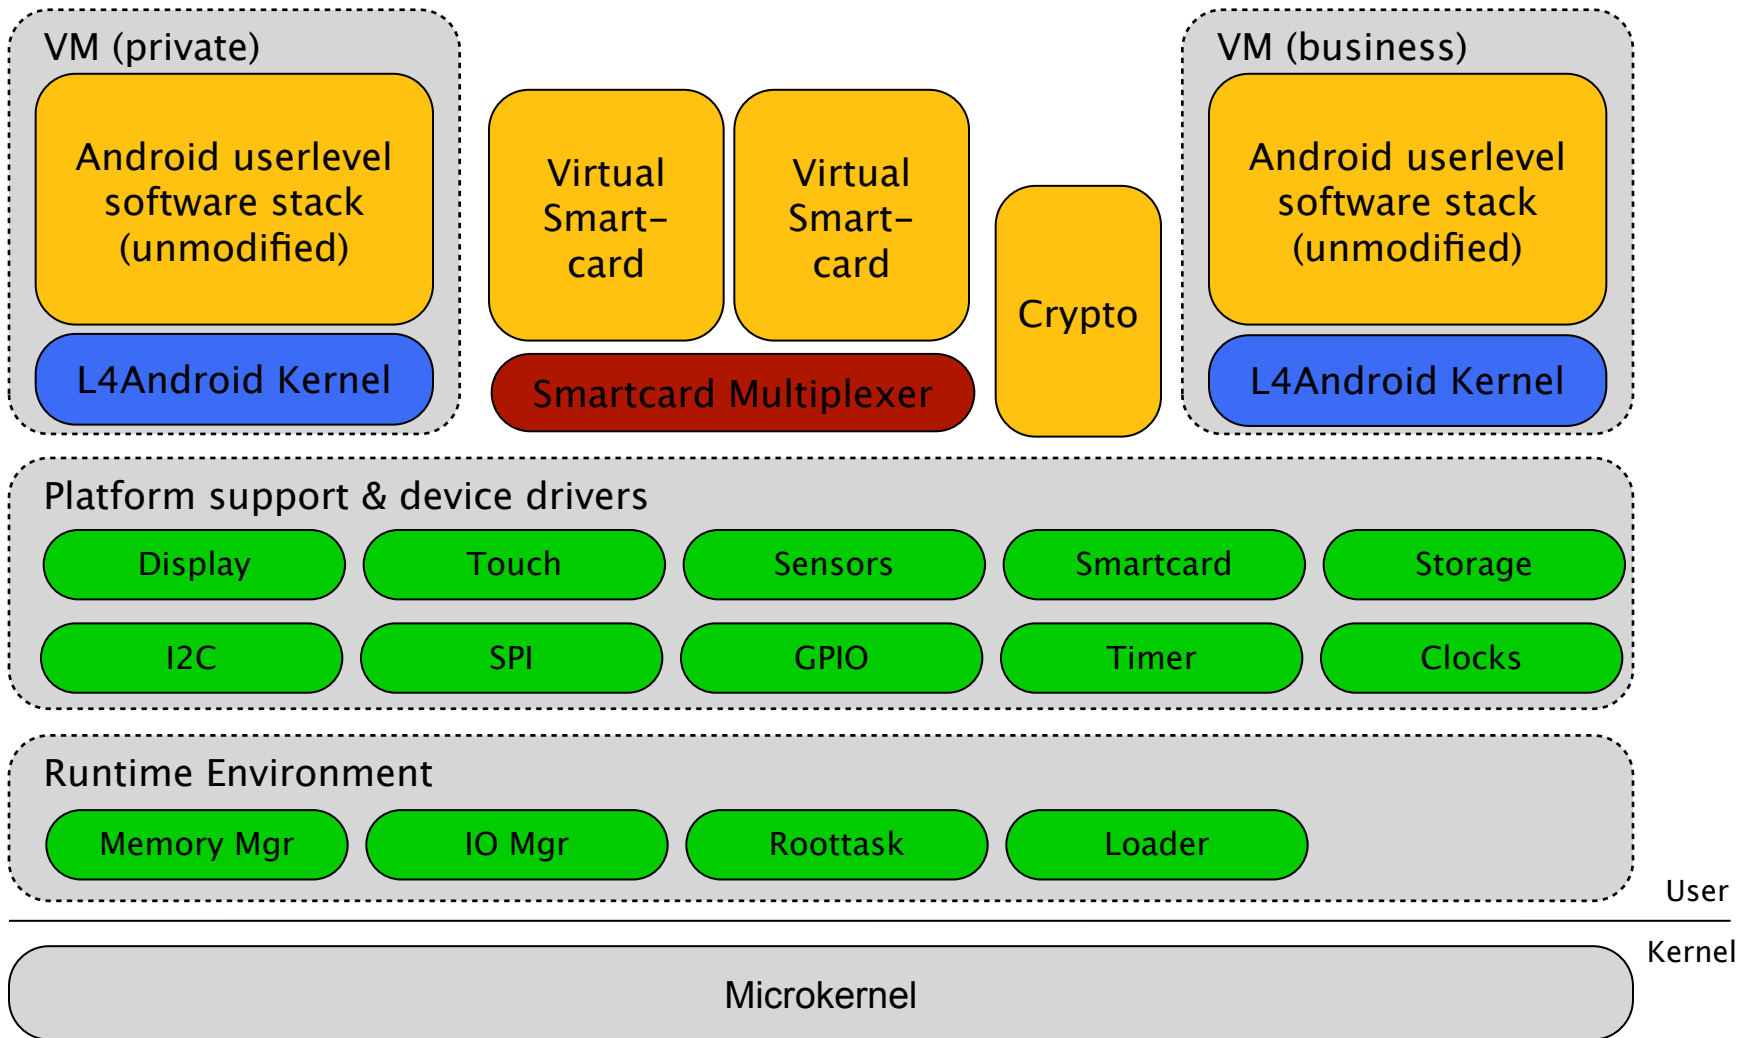 VM (private)
Android userlevel
software stack
(unmodified)
L4Android Kernel
Virtual
Smart-
card
Virtual
Smart-
card
Smartcard Multiplexer
Crypto
VM (business)
Android userlevel
software stack
(unmodified)
L4Android Kernel
Platform support & device drivers
Display
Touch
Sensors
Smartcard
Storage
I2C
SPI
GPIO
Timer
Clocks
Runtime Environment
Memory Mgr
IO Mgr
Roottask
Loader
User
Kernel
Microkernel